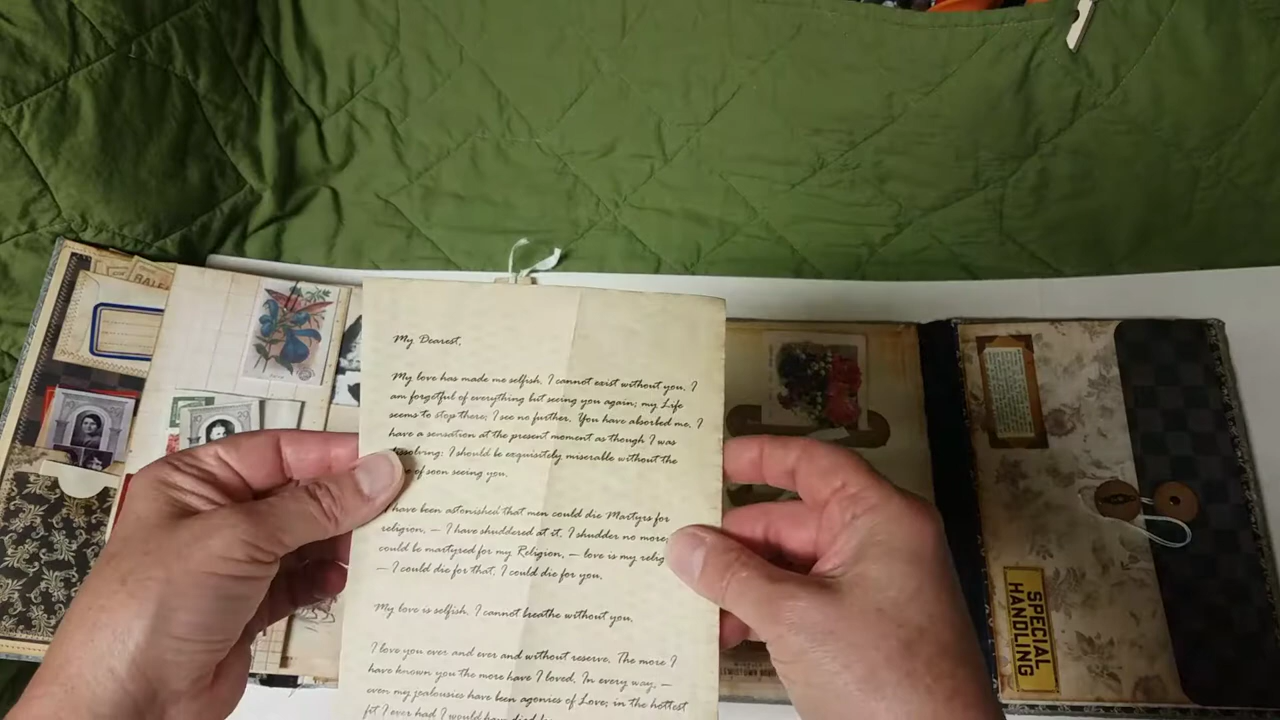 My Dearest,
My love has made me selfish. I cannot exist without you. I
am forgetful of everything but seeing you again; my Life
seems to stop there; I see no further. You have absorbed me. I
have a sensation at the present moment as though I was
dissolving; I should be exquisitely miserable without the
of soon seeing you.
I have been astonished that men could die Martyrs for
religion, — I have shuddered at it. I shudder no more;
could be martyred for my Religion, — love is my relig
— I could die for that. I could die for you.
My love is selfish. I cannot breathe without you.
I love you ever and ever and without reserve. The more I
have known you the more have I loved. In every way, —
even my jealousies have been agonies of Love; in the hottest
fit I ever had I would have died
SPECIAL
HANDLING